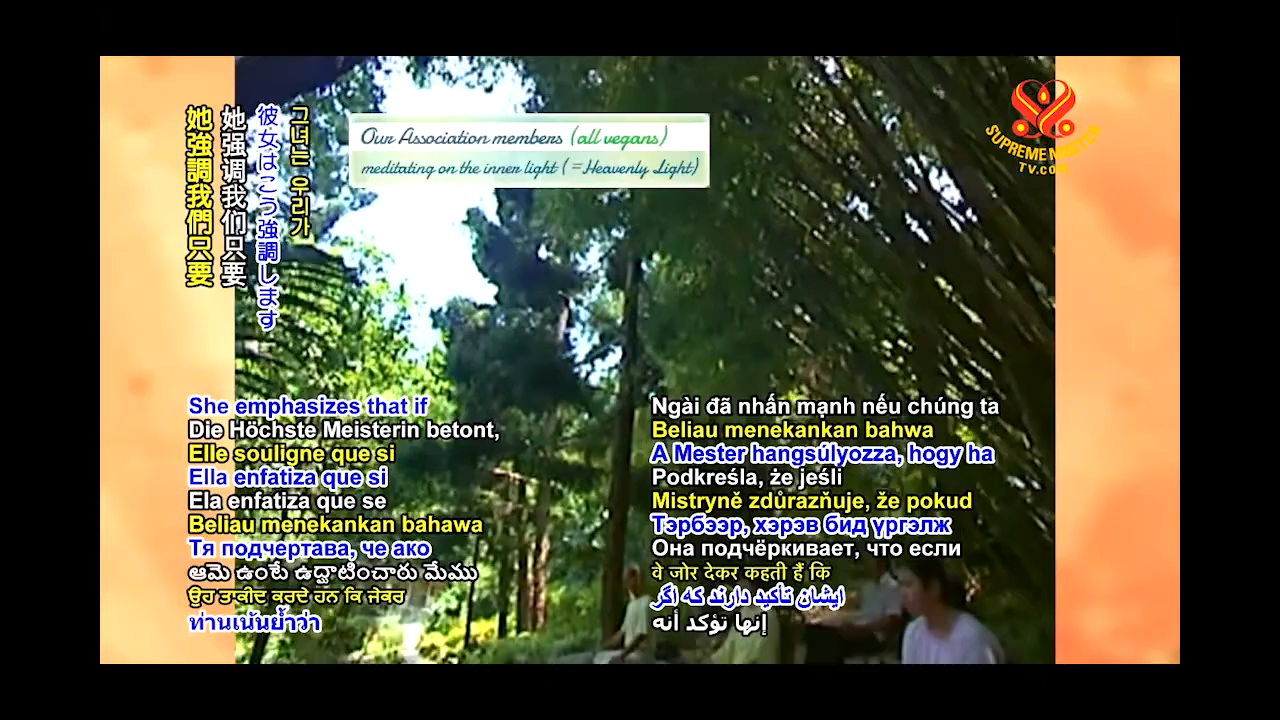 Our Association members (all vegans)
meditating on the inner light (=Heavenly Light)
SUPREME MASTER
TV.com
그녀는 우리가
彼女はこう強調します
她强调我们只要
她強調我們只要
She emphasizes that if
Die Höchste Meisterin betont,
Elle souligne que si
Ella enfatiza que si
Ela enfatiza que se
Beliau menekankan bahawa
Тя подчертава, че ако
ఆమె ఉంటే ఉద్ఘాటించారు మేము
ਉਹ ਤਾਕੀਦ ਕਰਦੇ ਹਨ ਕਿ ਜੇਕਰ
ท่านเน้นย้ำว่า
Ngài đã nhấn mạnh nếu chúng ta
Beliau menekankan bahwa
A Mester hangsúlyozza, hogy ha
Podkreśla, że jeśli
Mistryně zdůrazňuje, že pokud
Тэрбээр, хэрэв бид үргэлж
Она подчёркивает, что если
वे जोर देकर कहती हैं कि
ایشان تأکید دارند که اگر
إنها تؤكد أنه